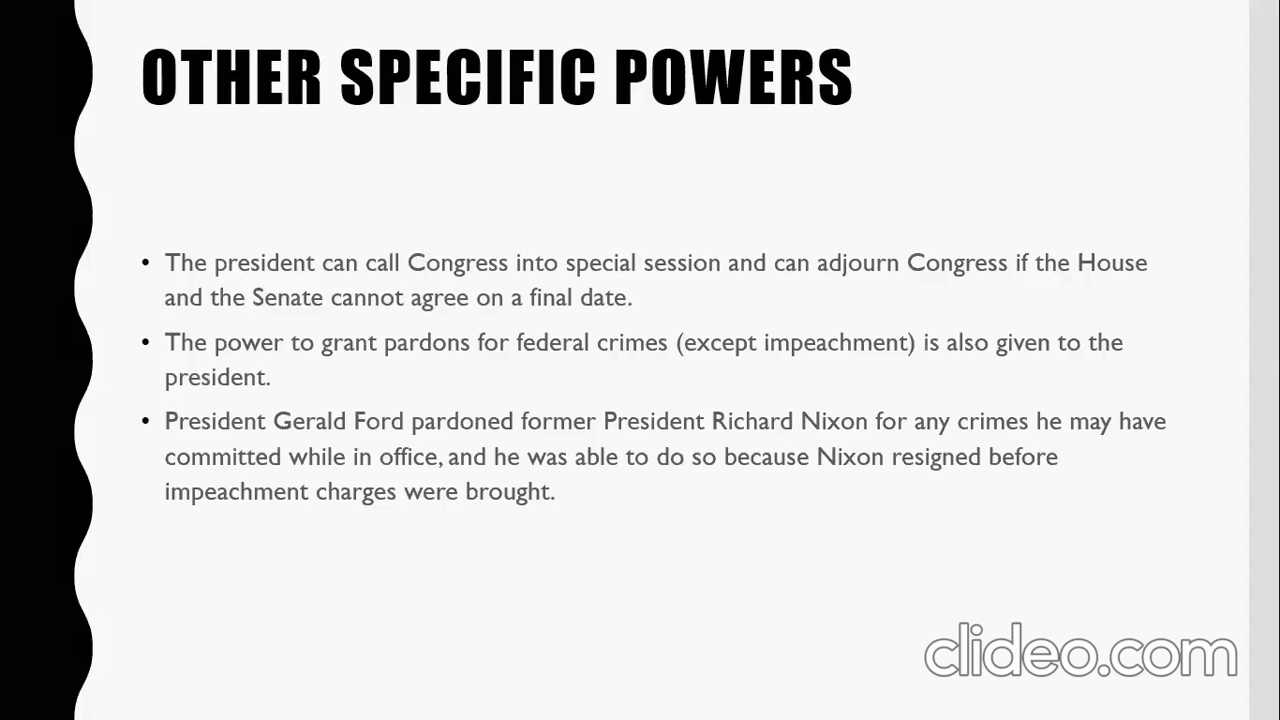 OTHER SPECIFIC POWERS
• The president can call Congress into special session and can adjourn Congress if the House
and the Senate cannot agree on a final date.
• The power to grant pardons for federal crimes (except impeachment) is also given to the
president.
• President Gerald Ford pardoned former President Richard Nixon for any crimes he may have
committed while in office, and he was able to do so because Nixon resigned before
impeachment charges were brought.
clideo.com